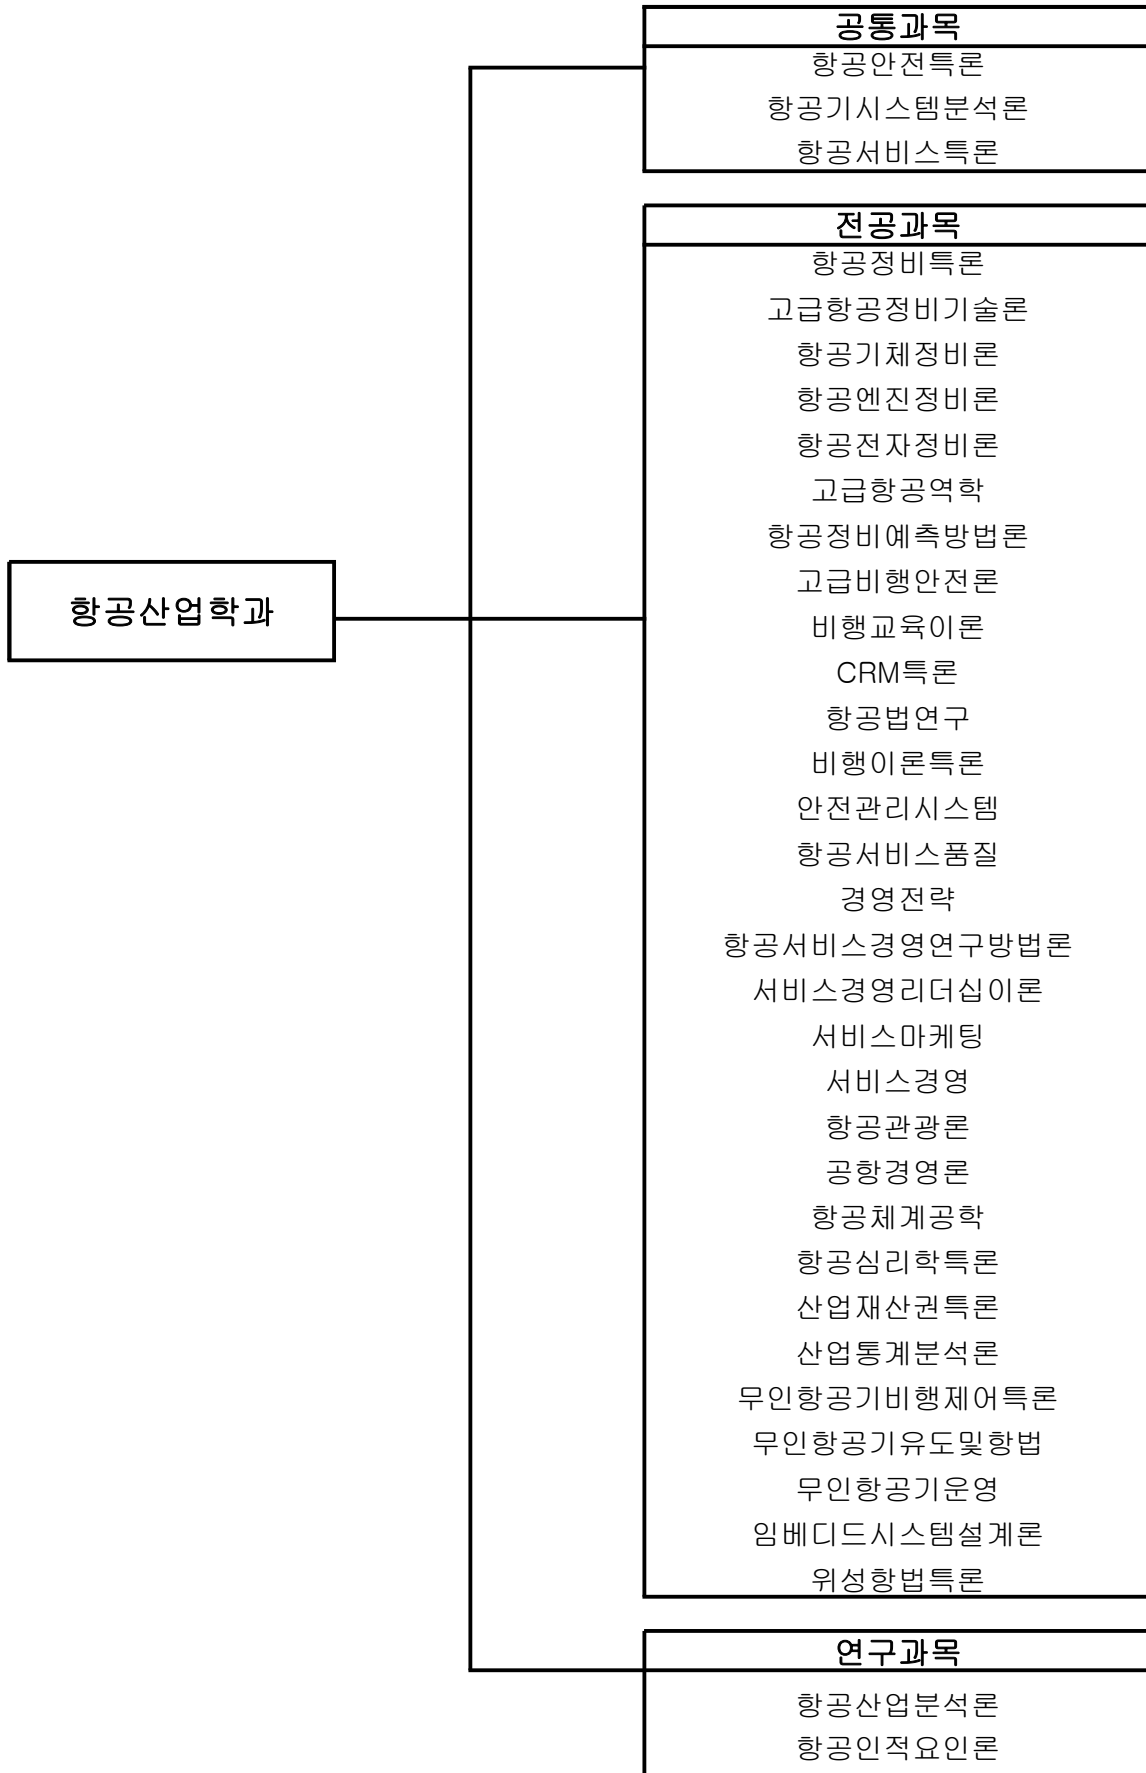 공통과목
항공안전특론
항공기시스템분석론
항공서비스특론
전공과목
항공정비특론
고급항공정비기술론
항공기체정비론
항공엔진정비론
항공전자정비론
고급항공역학
항공정비예측방법론
고급비행안전론
항공산업학과
비행교육이론
CRM특론
항공법연구
비행이론특론
안전관리시스템
항공서비스품질
경영전략
항공서비스경영연구방법론
서비스경영리더십이론
서비스마케팅
서비스경영
항공관광론
공항경영론
항공체계공학
항공심리학특론
산업재산권특론
산업통계분석론
무인항공기비행제어특론
무인항공기유도및항법
무인항공기운영
임베디드시스템설계론
위성항법특론
연구과목
항공산업분석론
항공인적요인론